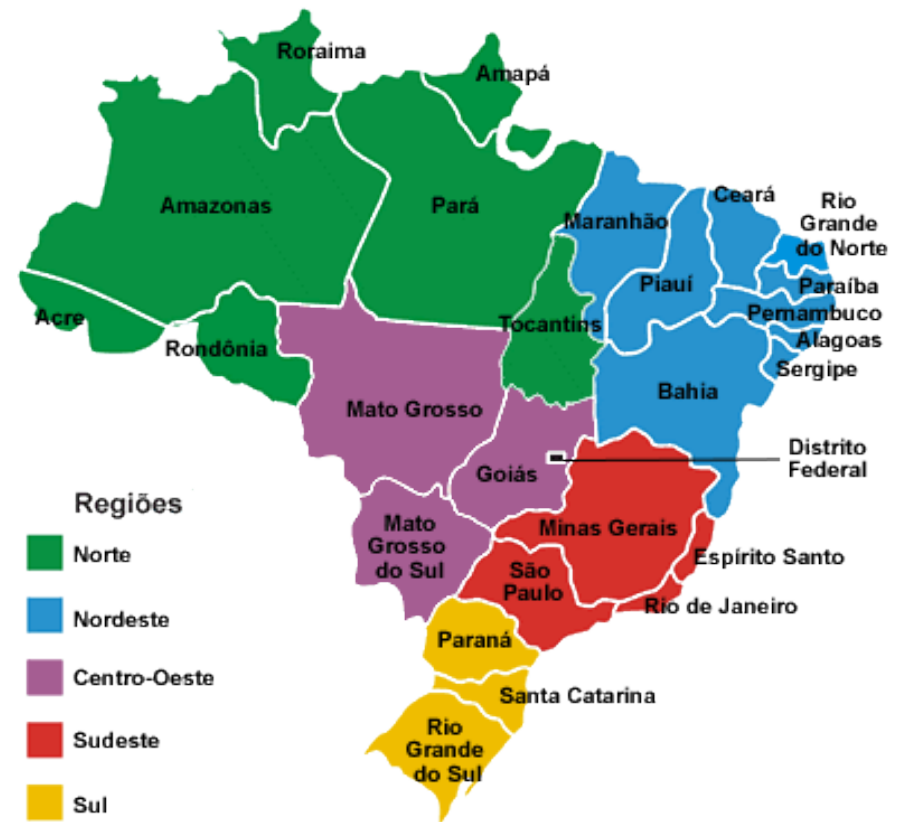 Roraima
Amapá
Amazonas
Pará
Maranhão
Ceará
Rio
Grande
do Norte
Piauí
Paraíba
Pernambuco
Alagoas
Sergipe
Acre
Rondônia
Tocantins
Bahia
Mato Grosso
Goiás
Distrito
Federal
Mato
Grosso
do Sul
Minas Gerais
Espírito Santo
São
Paulo
Rio de Janeiro
Paraná
Santa Catarina
Rio
Grande
do Sul
Regiões
Norte
Nordeste
Centro-Oeste
Sudeste
Sul